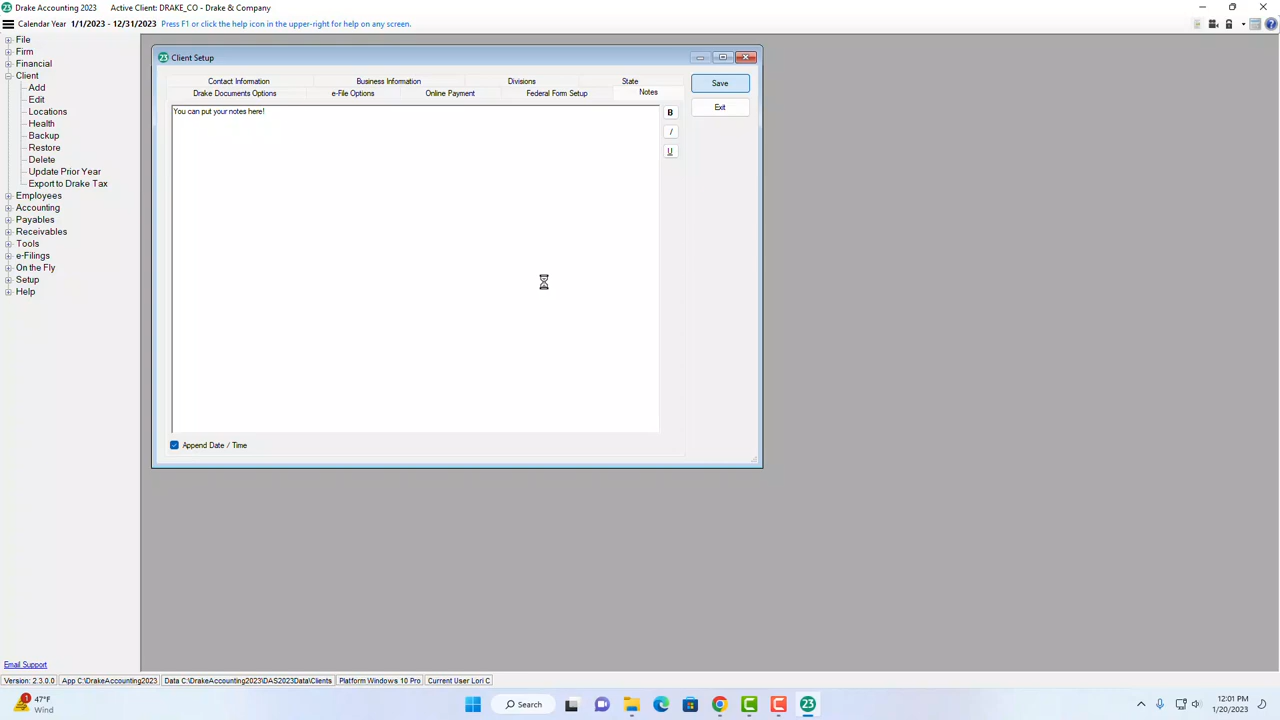 Drake Accounting 2023 Active Client: DRAKE_CO - Drake & Company
Calendar Year 1/1/2023 - 12/31/2023 Press F1 or click the help icon in the upper-right for help on any screen.
File
Firm
Financial
Client
Add
Edit
Locations
Health
Backup
Restore
Delete
Update Prior Year
Export to Drake Tax
Employees
Accounting
Payables
Receivables
Tools
e-Filings
On the Fly
Setup
Help
23 Client Setup
Contact Information Business Information Divisions State
Drake Documents Options e-File Options Online Payment Federal Form Setup Notes
Save
Exit
You can put your notes here!
B
/
U
Append Date / Time
Email Support
Version: 2.3.0.0 App C:\DrakeAccounting2023 Data C:\DrakeAccounting2023\DAS2023Data\Clients Platform Windows 10 Pro Current User Lori C
1 47°F
Wind
Search
23
12:01 PM
1/20/2023